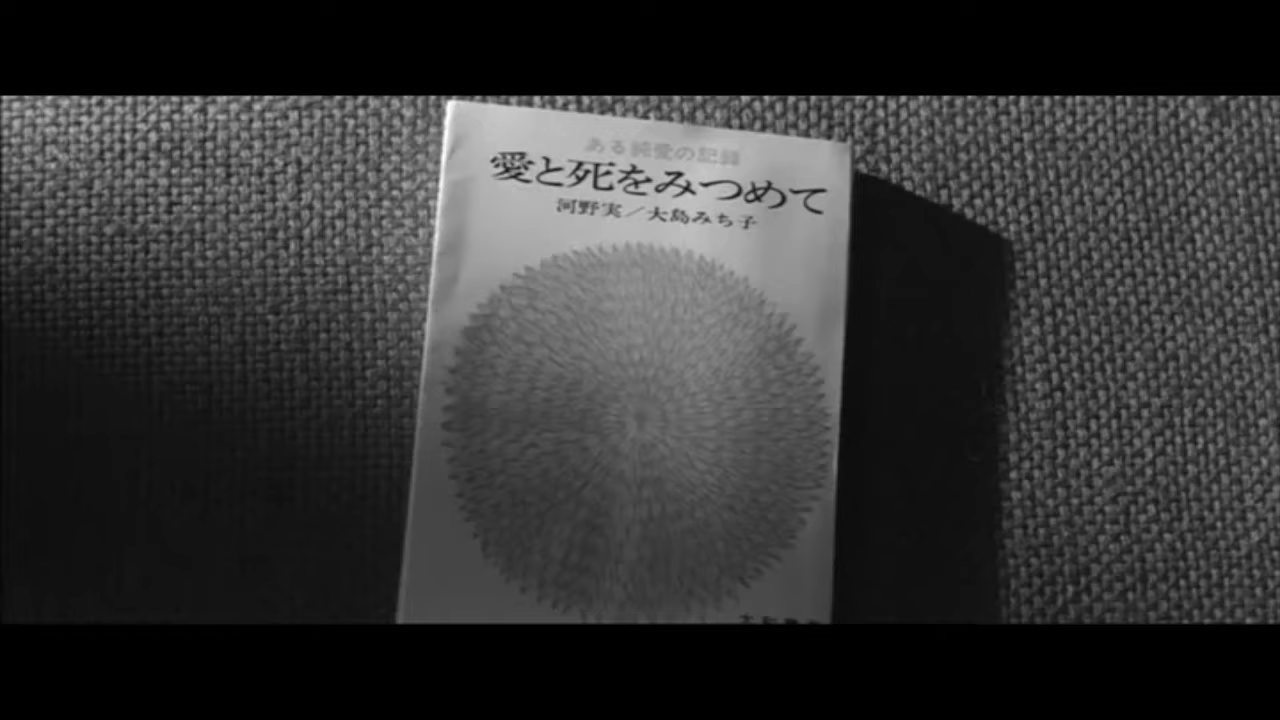 ある純愛の記録
愛と死をみつめて
河野実／大島みち子